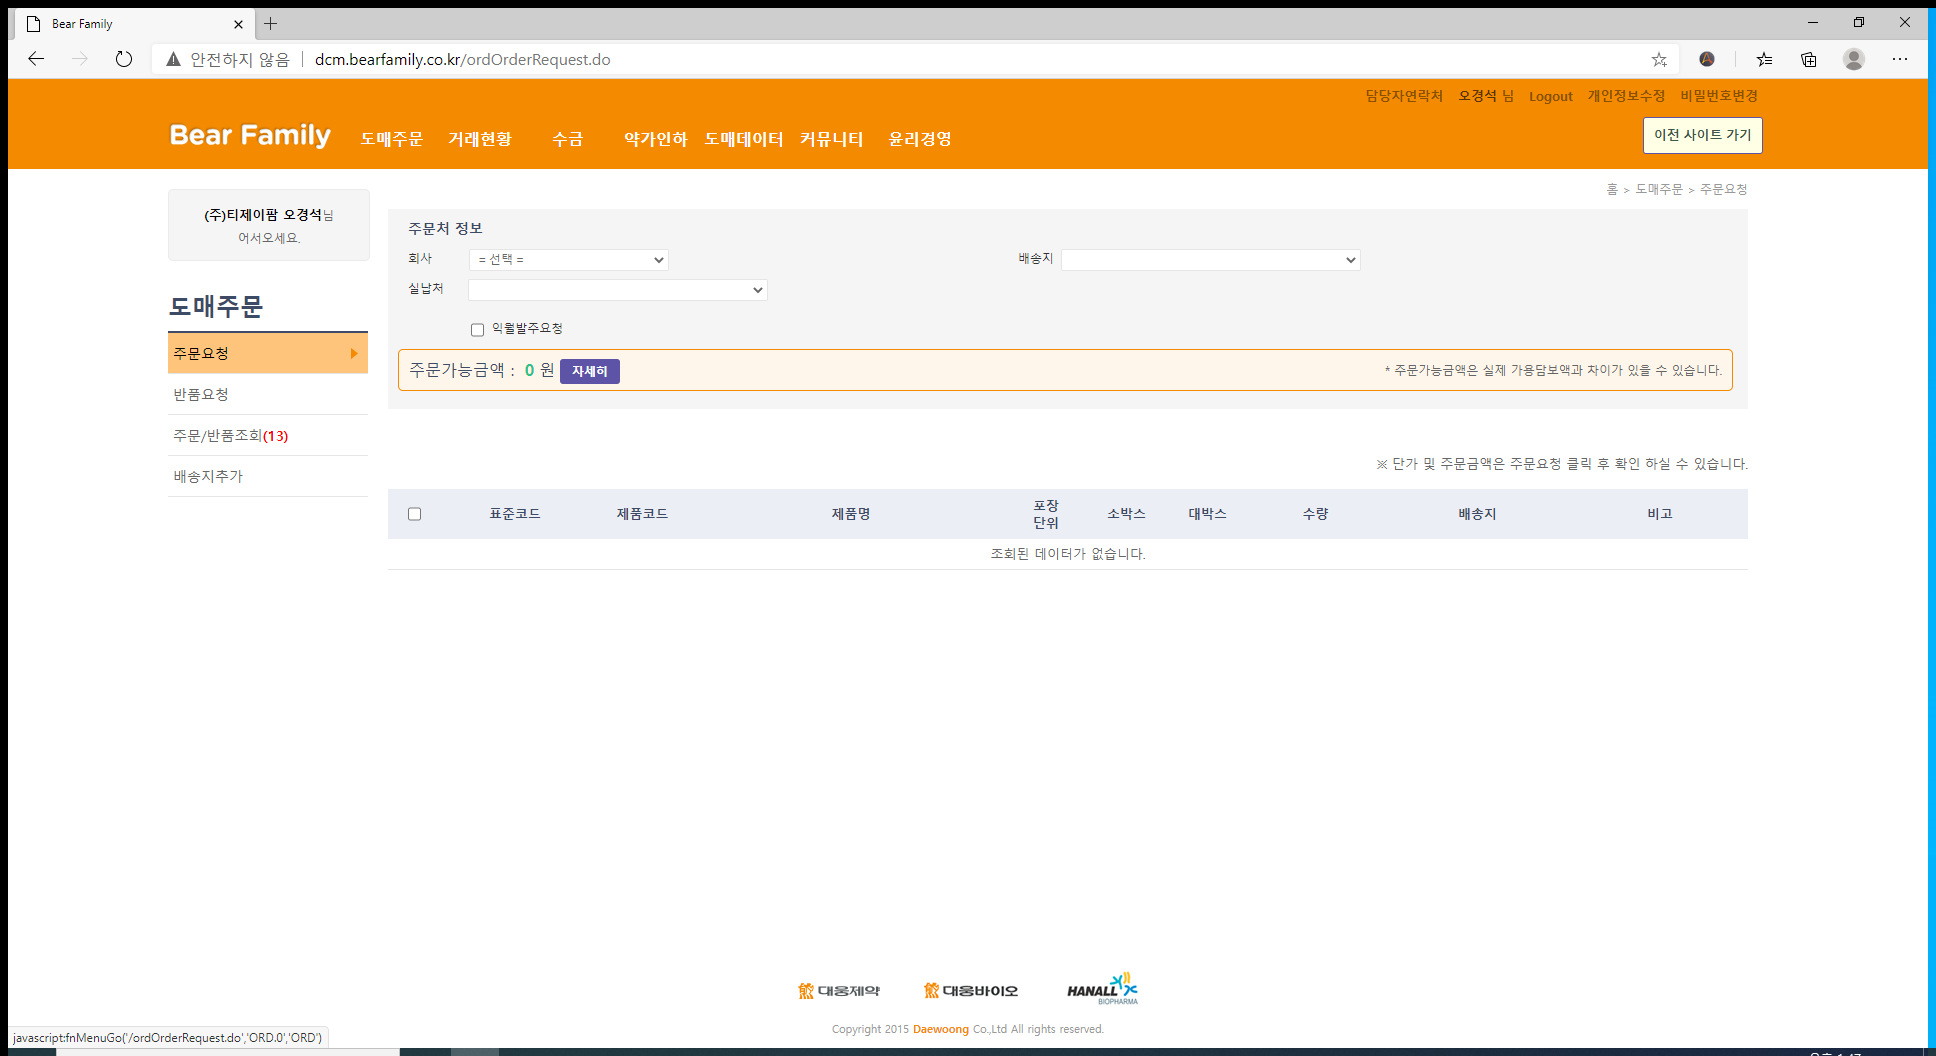 Bear Family
안전하지 않음 dcm.bearfamily.co.kr/ordOrderRequest.do
담당자연락처 오경석 님 Logout 개인정보수정 비밀번호변경
Bear Family 도매주문 거래현황 수금 약가인하 도매데이터 커뮤니티 윤리경영 이전 사이트 가기
홈 > 도매주문 > 주문요청
(주)티제이팜 오경석님
어서오세요.
도매주문
주문요청
반품요청
주문/반품조회(13)
배송지추가
주문처 정보
회사 = 선택 = 배송지
실납처
익월발주요청
주문가능금액 : 0 원 자세히 * 주문가능금액은 실제 가용담보액과 차이가 있을 수 있습니다.
※ 단가 및 주문금액은 주문요청 클릭 후 확인 하실 수 있습니다.
표준코드 제품코드 제품명 포장 단위 소박스 대박스 수량 배송지 비고
조회된 데이터가 없습니다.
대웅제약 대웅바이오 HANALL BIOPHARMA
Copyright 2015 Daewoong Co.,Ltd All rights reserved.
javascript:fnMenuGo('/ordOrderRequest.do','ORD.0','ORD')